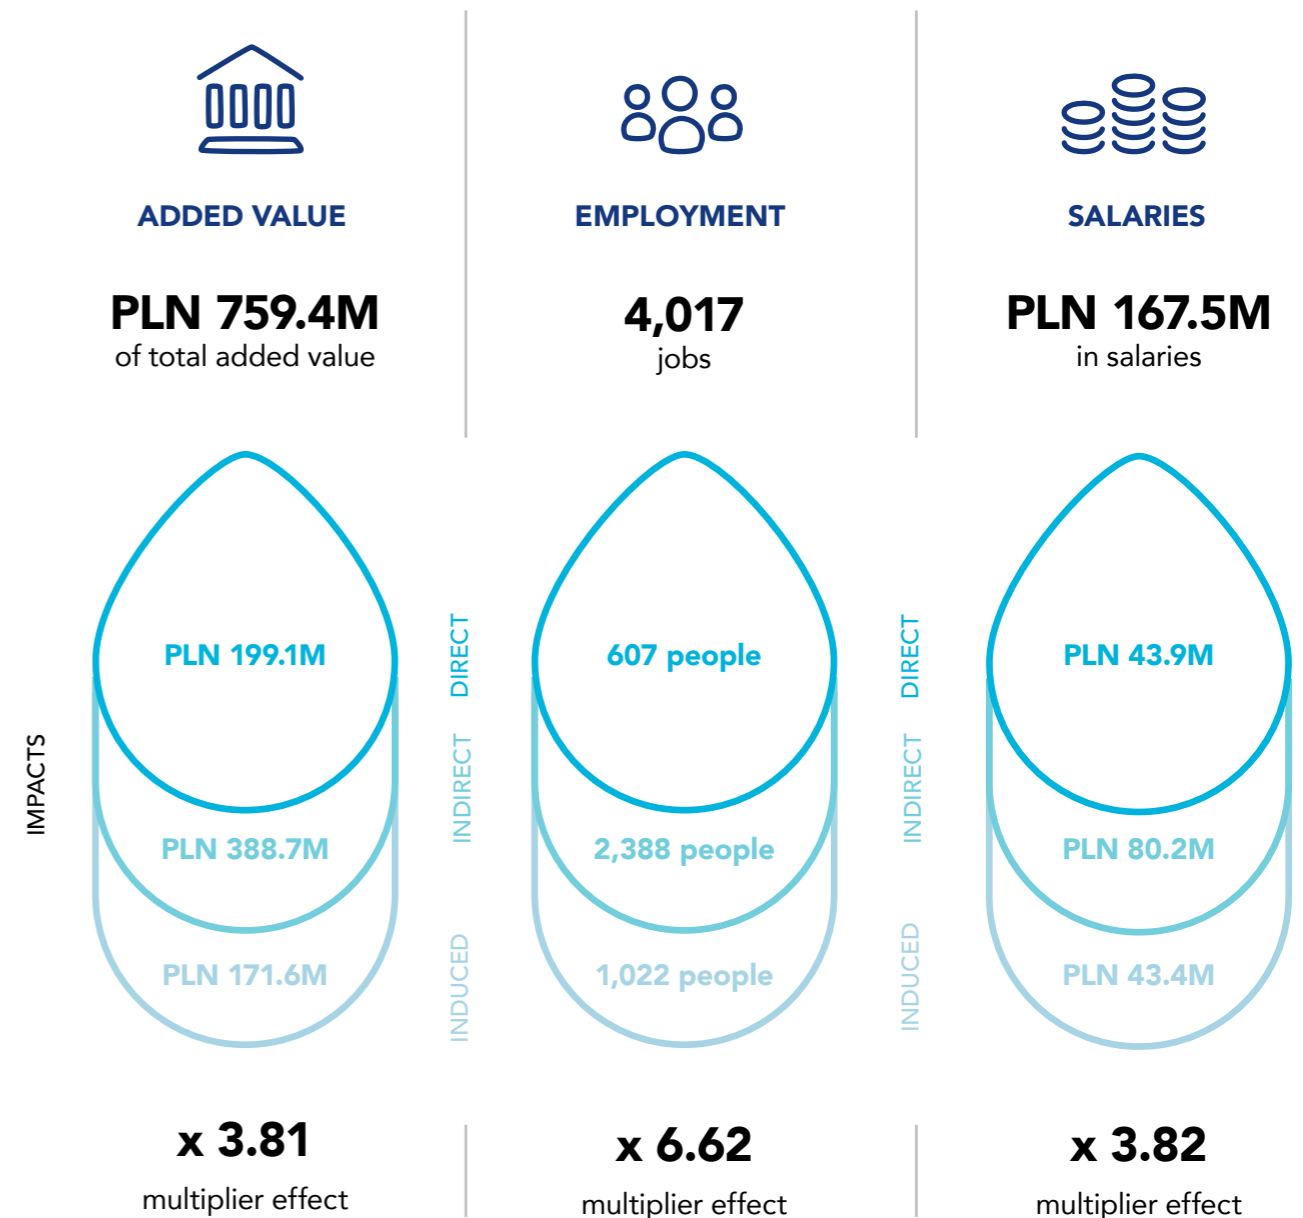 ADDED VALUE
PLN 759.4M
of total added value
EMPLOYMENT
4,017
jobs
SALARIES
PLN 167.5M
in salaries
IMPACTS
PLN 199.1M
PLN 388.7M
PLN 171.6M
DIRECT
INDIRECT
INDUCED
607 people
2,388 people
1,022 people
DIRECT
INDIRECT
INDUCED
PLN 43.9M
PLN 80.2M
PLN 43.4M
x 3.81
multiplier effect
x 6.62
multiplier effect
x 3.82
multiplier effect